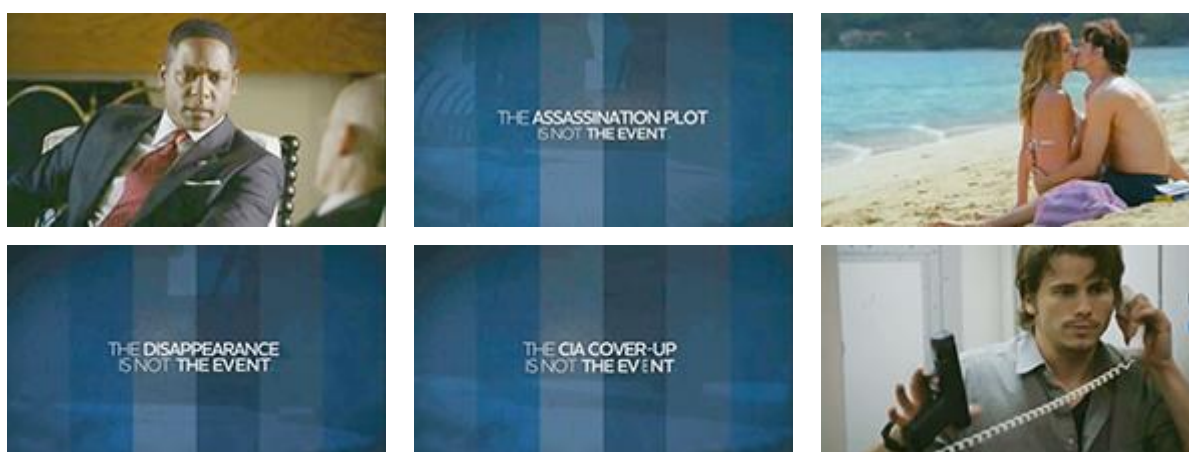 THE ASSASSINATION PLOT
IS NOT THE EVENT
THE DISAPPEARANCE
IS NOT THE EVENT
THE CIA COVER-UP
IS NOT THE EVENT